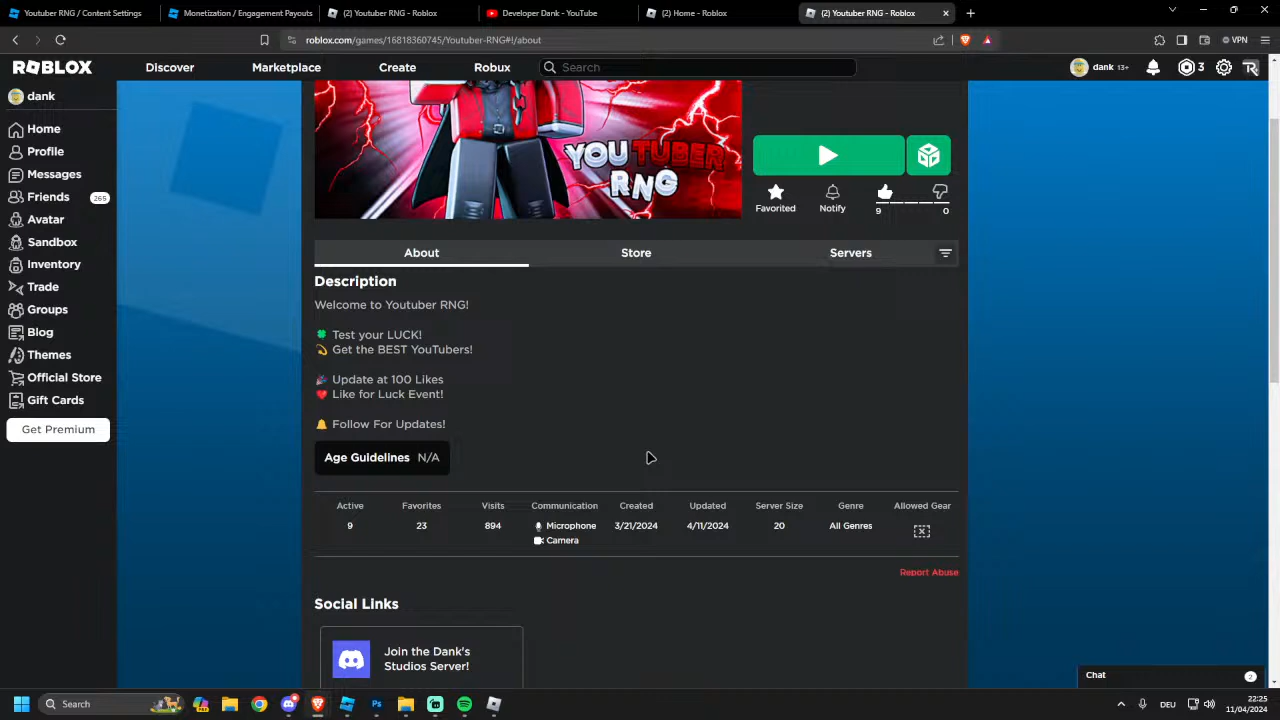 Youtuber RNG / Content Settings
Monetization / Engagement Payouts
(2) Youtuber RNG - Roblox
Developer Dank - YouTube
(2) Home - Roblox
(2) Youtuber RNG - Roblox
roblox.com/games/16818360745/Youtuber-RNG#!/about
VPN
ROBLOX
Discover
Marketplace
Create
Robux
Search
dank 13+
3
dank
Home
Profile
Messages
Friends
265
Avatar
Sandbox
Inventory
Trade
Groups
Blog
Themes
Official Store
Gift Cards
Get Premium
YOUTUBER
RNG
Favorited
Notify
9
0
About
Store
Servers
Description
Welcome to Youtuber RNG!
🍀 Test your LUCK!
💫 Get the BEST YouTubers!
🎉 Update at 100 Likes
❤️ Like for Luck Event!
🔔 Follow For Updates!
Age Guidelines N/A
Active
Favorites
Visits
Communication
Created
Updated
Server Size
Genre
Allowed Gear
9
23
894
Microphone
Camera
3/21/2024
4/11/2024
20
All Genres
Report Abuse
Social Links
Join the Dank's
Studios Server!
Chat
2
Search
DEU
22:25
11/04/2024